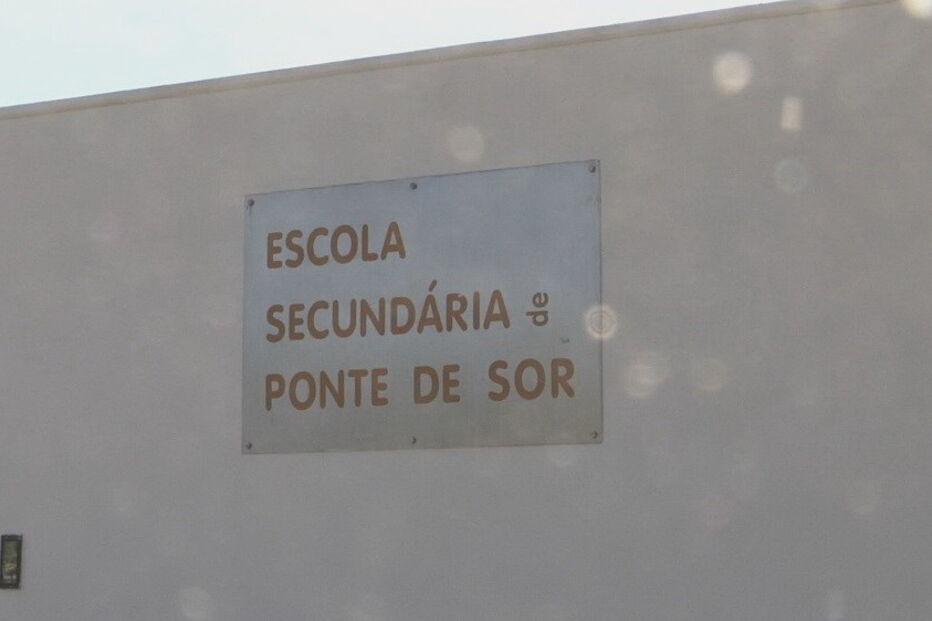 ESCOLA
SECUNDÁRIA de
PONTE DE SOR